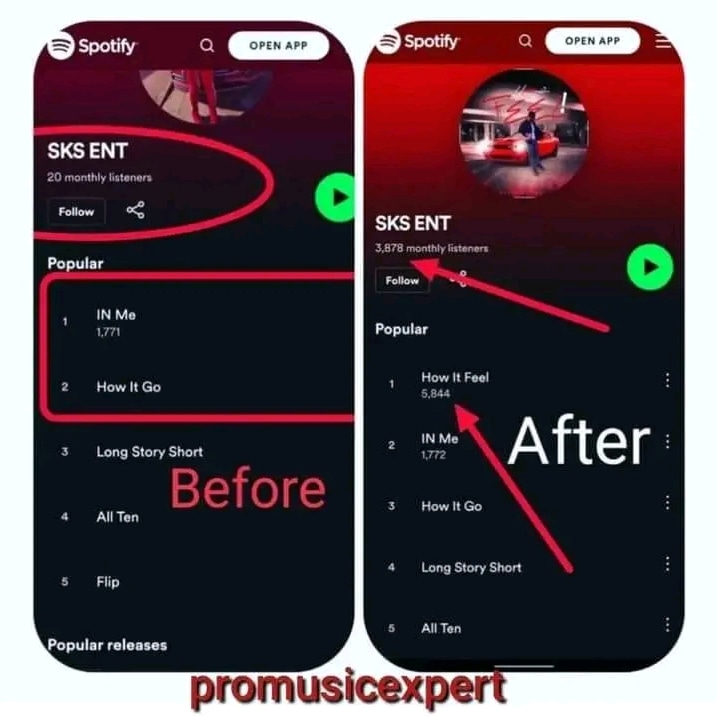 Spotify
OPEN APP
SKS ENT
20 monthly listeners
Follow
Popular
1
IN Me
1,771
2
How It Go
3
Long Story Short
Before
4
All Ten
5
Flip
Popular releases
Spotify
OPEN APP
FEEL!
SKS ENT
3,878 monthly listeners
Follow
Popular
1
How It Feel
5,844
2
IN Me
1,772
After
3
How It Go
4
Long Story Short
5
All Ten
promusicexpert